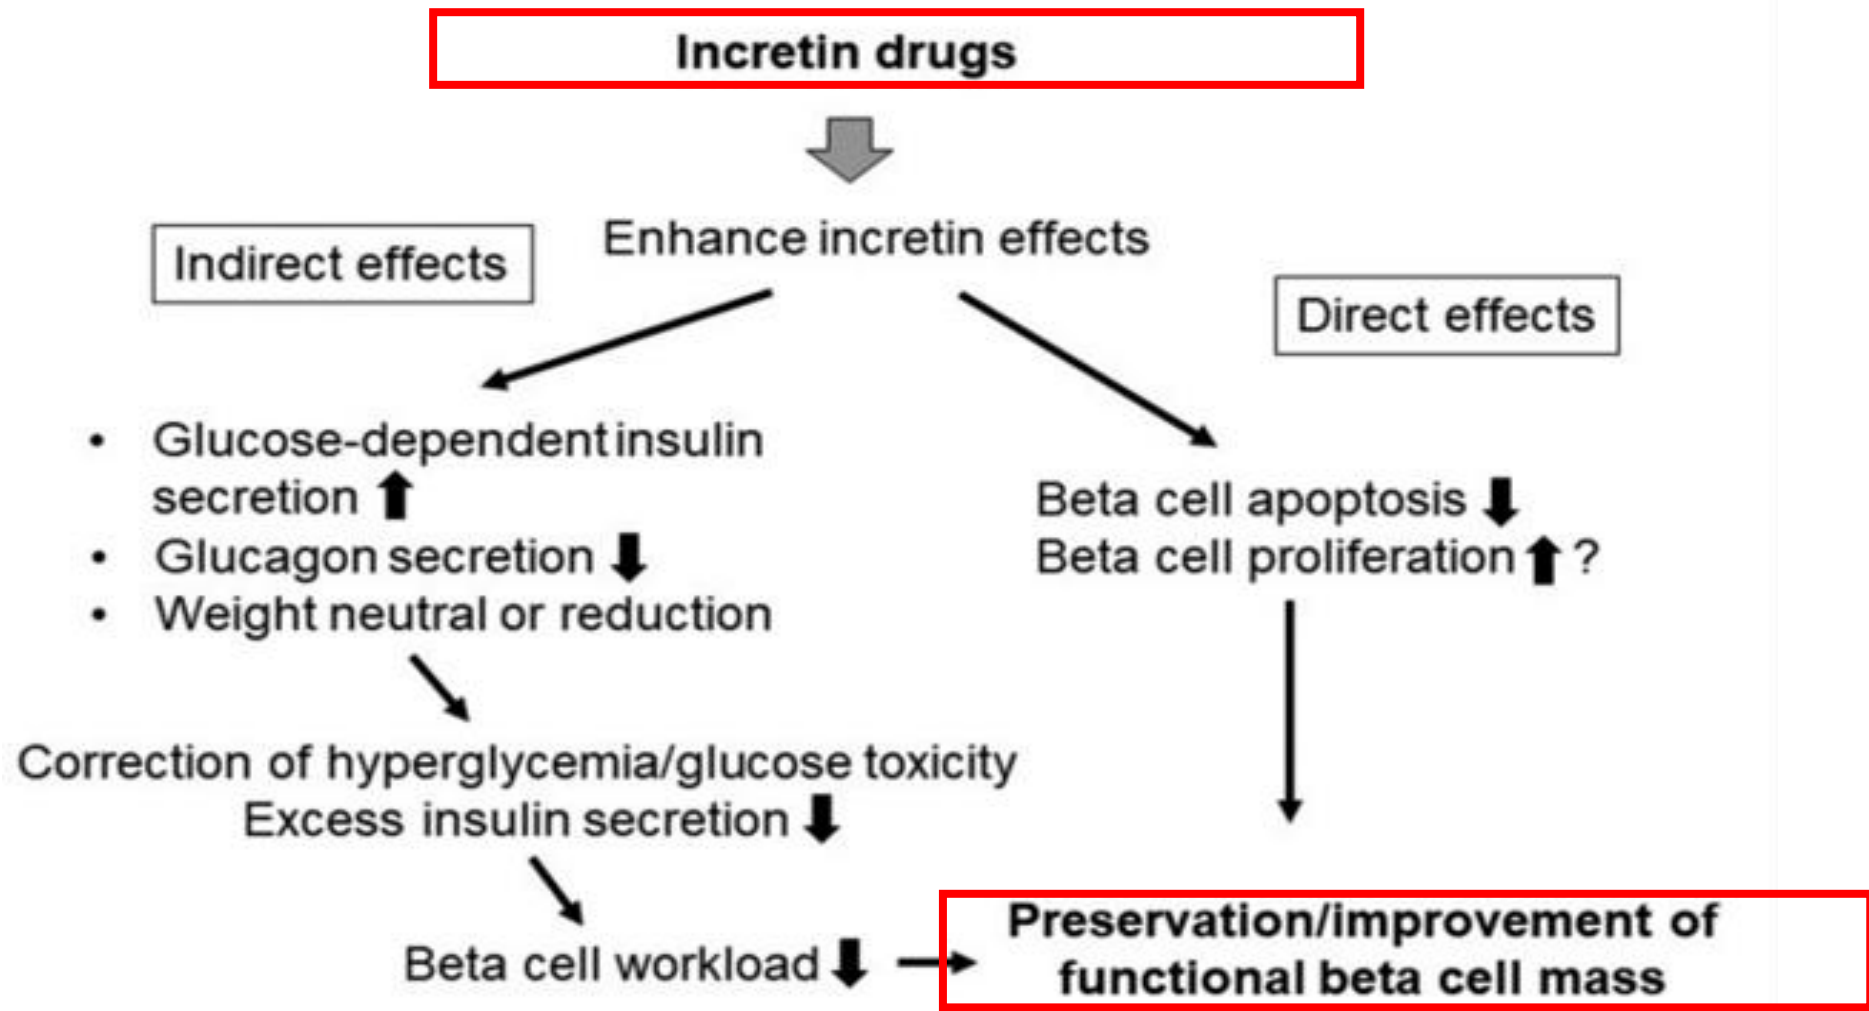 Incretin drugs
Enhance incretin effects
Indirect effects
Direct effects
• Glucose-dependent insulin
secretion ⬆
• Glucagon secretion ⬇
• Weight neutral or reduction
Beta cell apoptosis ⬇
Beta cell proliferation ⬆ ?
Correction of hyperglycemia/glucose toxicity
Excess insulin secretion ⬇
Beta cell workload ⬇
Preservation/improvement of
functional beta cell mass